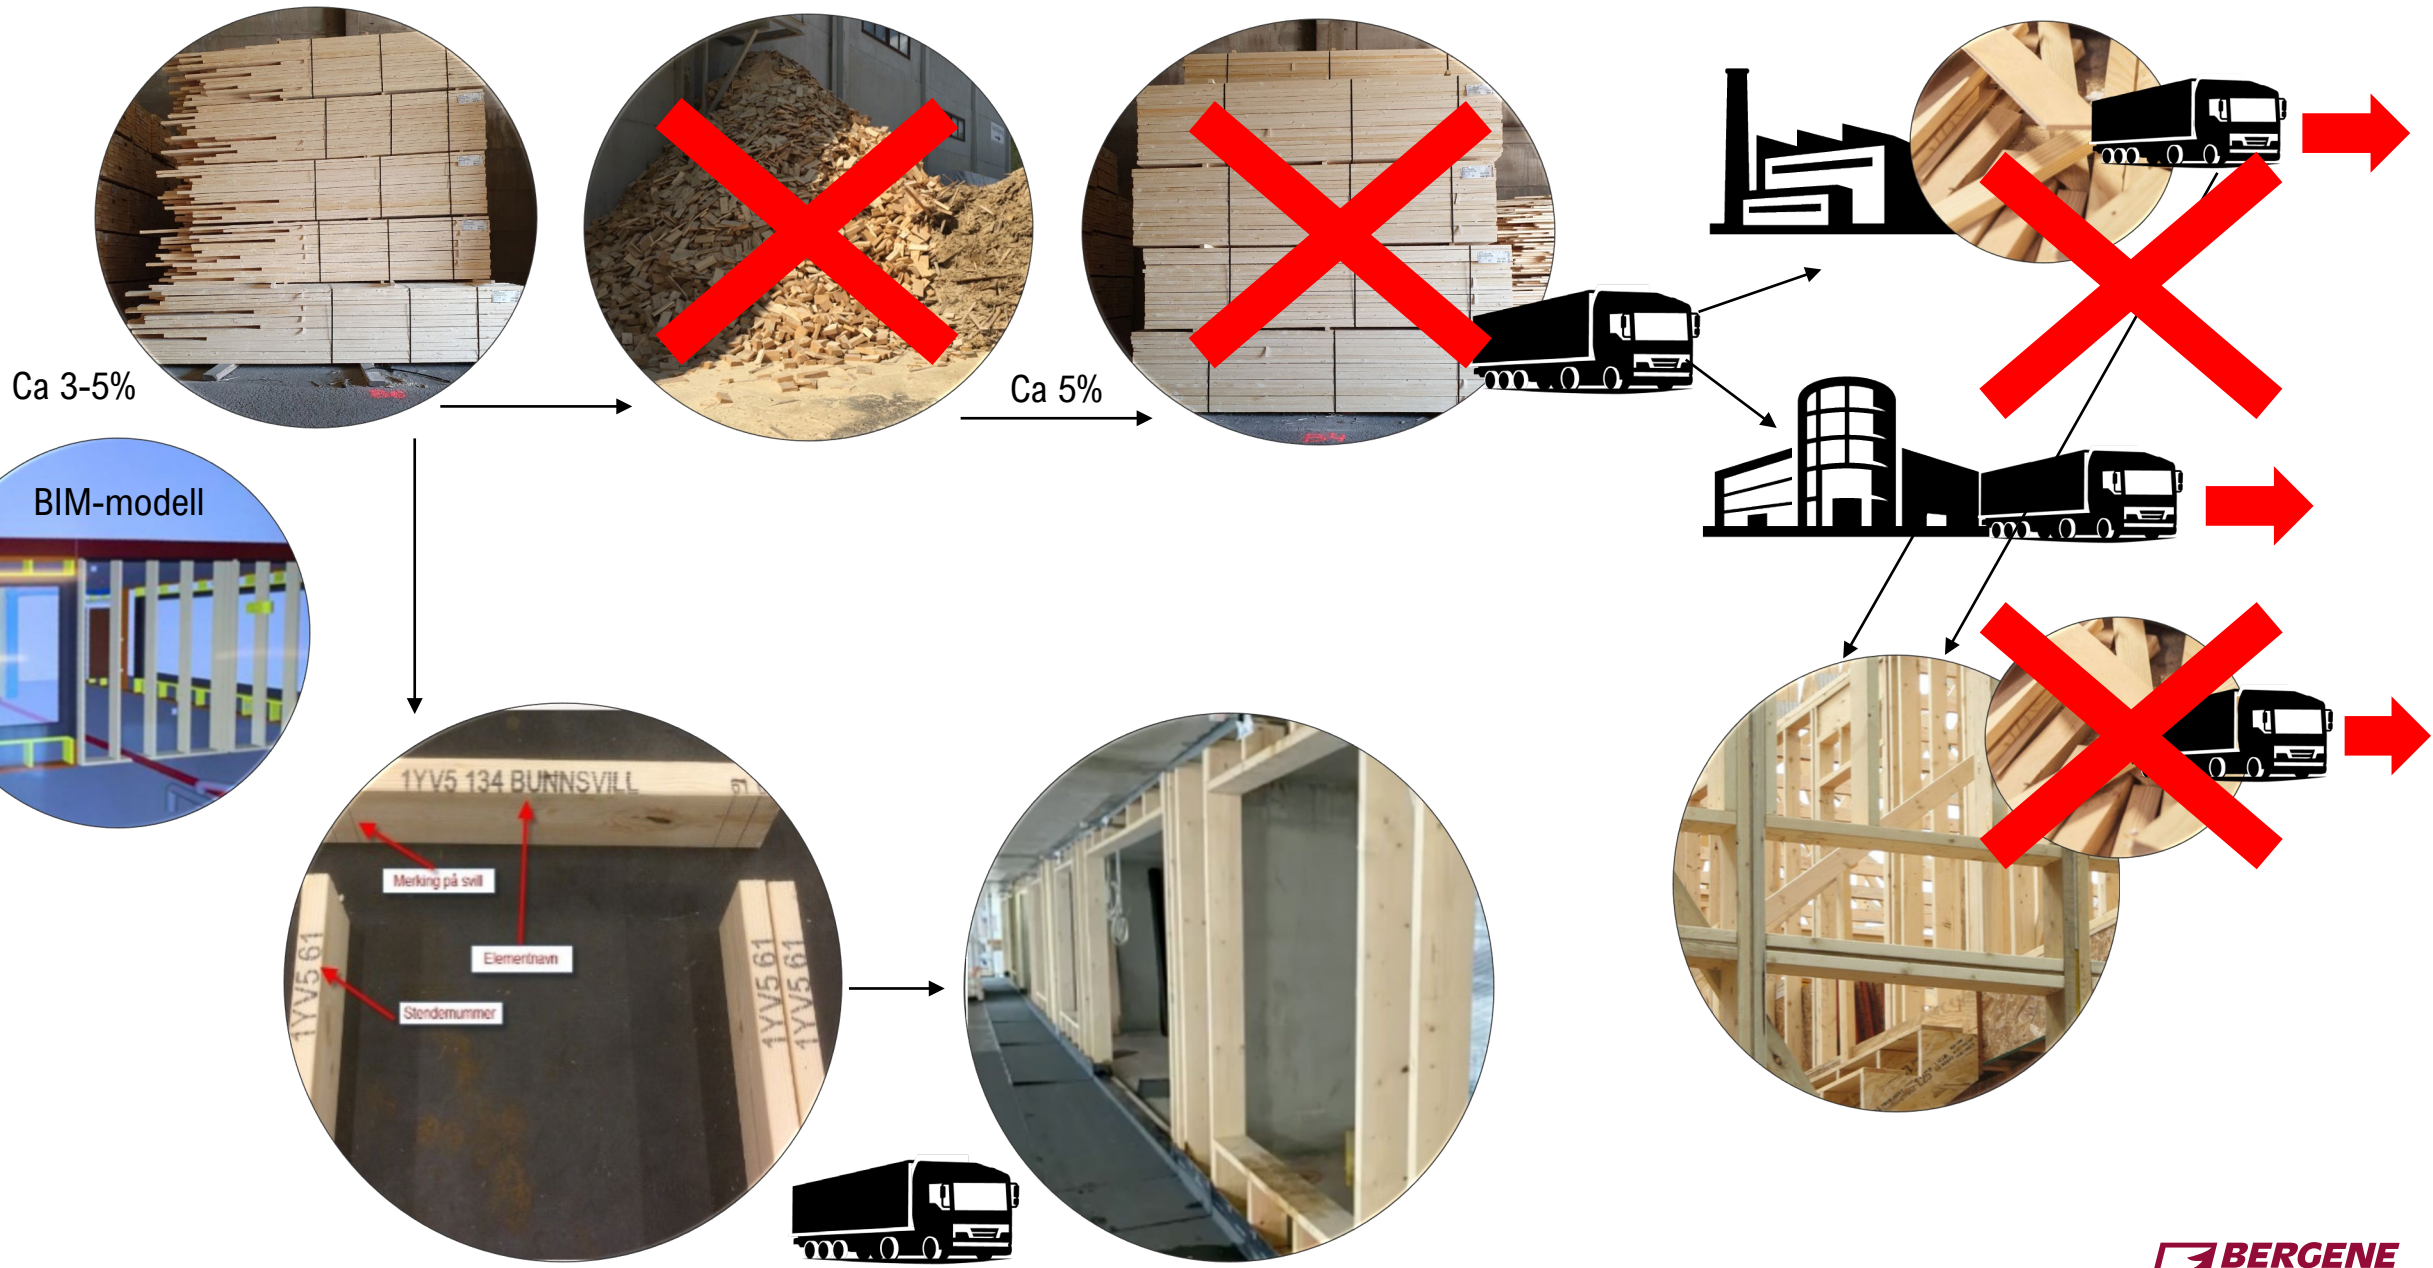 Ca 3-5%
Ca 5%
BIM-modell
1YV5 134 BUNNSVILL
61
Merking på svill
Elementnavn
Stendernummer
1YV5 61
1YV5 61
1YV5 61
BERGENE